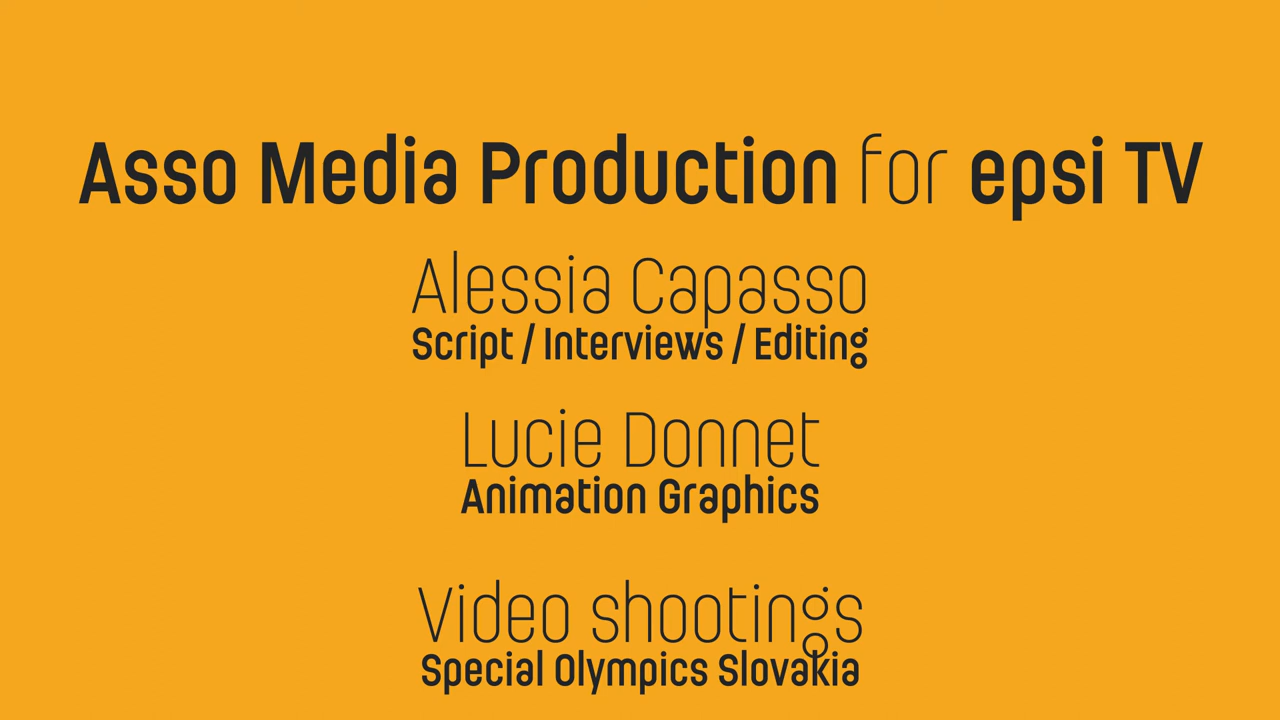 Asso Media Production for epsi TV
Alessia Capasso
Script / Interviews / Editing
Lucie Donnet
Animation Graphics
Video shootings
Special Olympics Slovakia